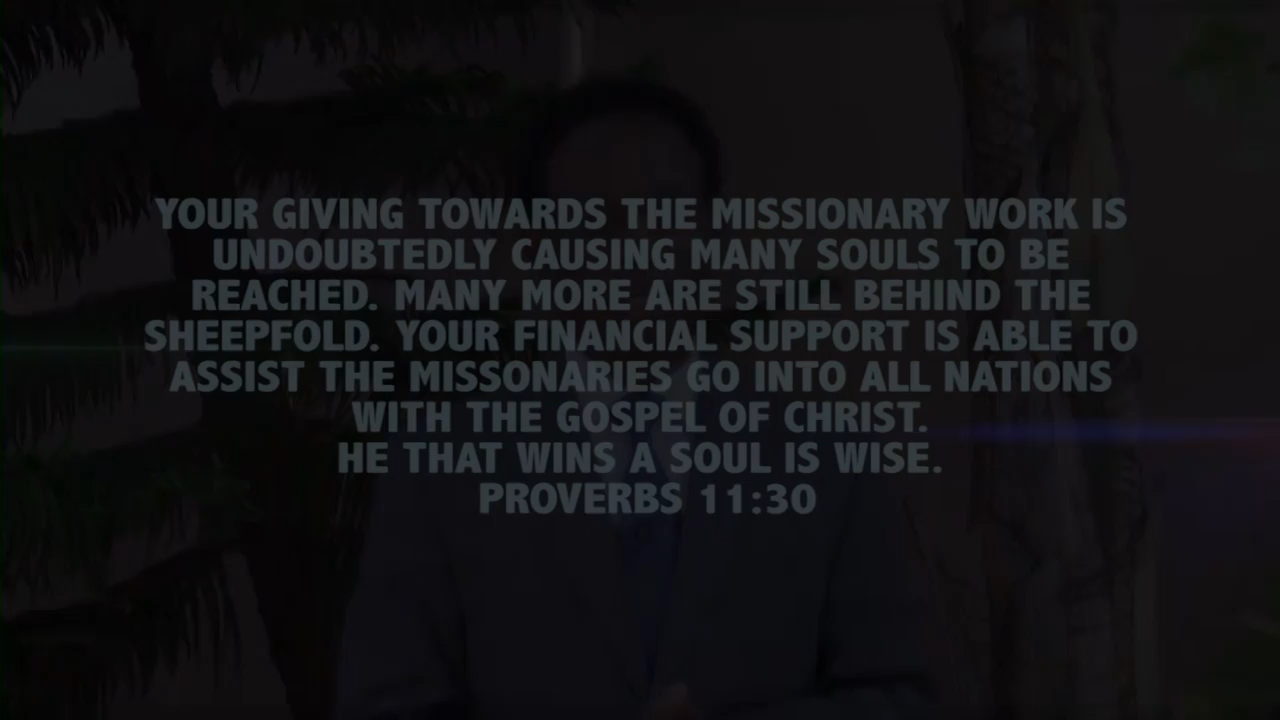 YOUR GIVING TOWARDS THE MISSIONARY WORK IS
UNDOUBTEDLY CAUSING MANY SOULS TO BE
REACHED. MANY MORE ARE STILL BEHIND THE
SHEEPFOLD. YOUR FINANCIAL SUPPORT IS ABLE TO
ASSIST THE MISSONARIES GO INTO ALL NATIONS
WITH THE GOSPEL OF CHRIST.
HE THAT WINS A SOUL IS WISE.
PROVERBS 11:30